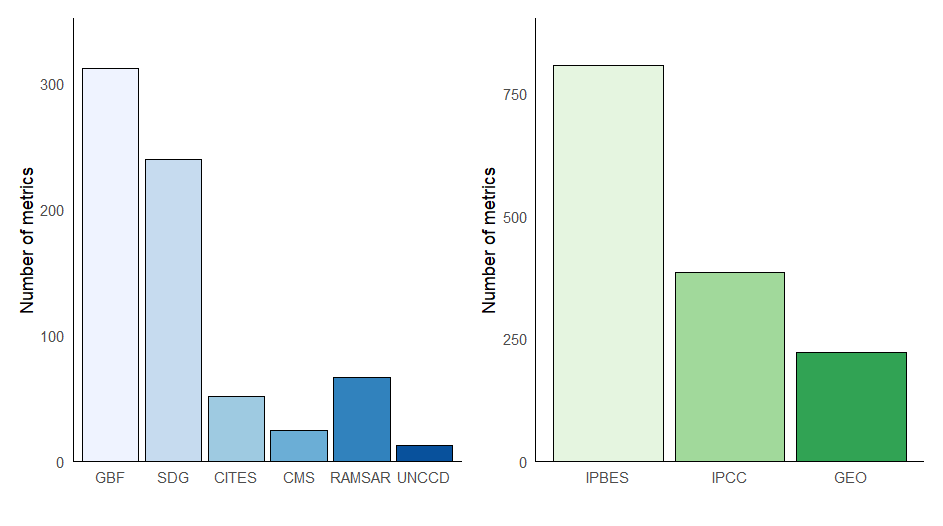 Number of metrics
300
200
100
0
GBF SDG CITES CMS RAMSAR UNCCD
Number of metrics
750
500
250
0
IPBES IPCC GEO